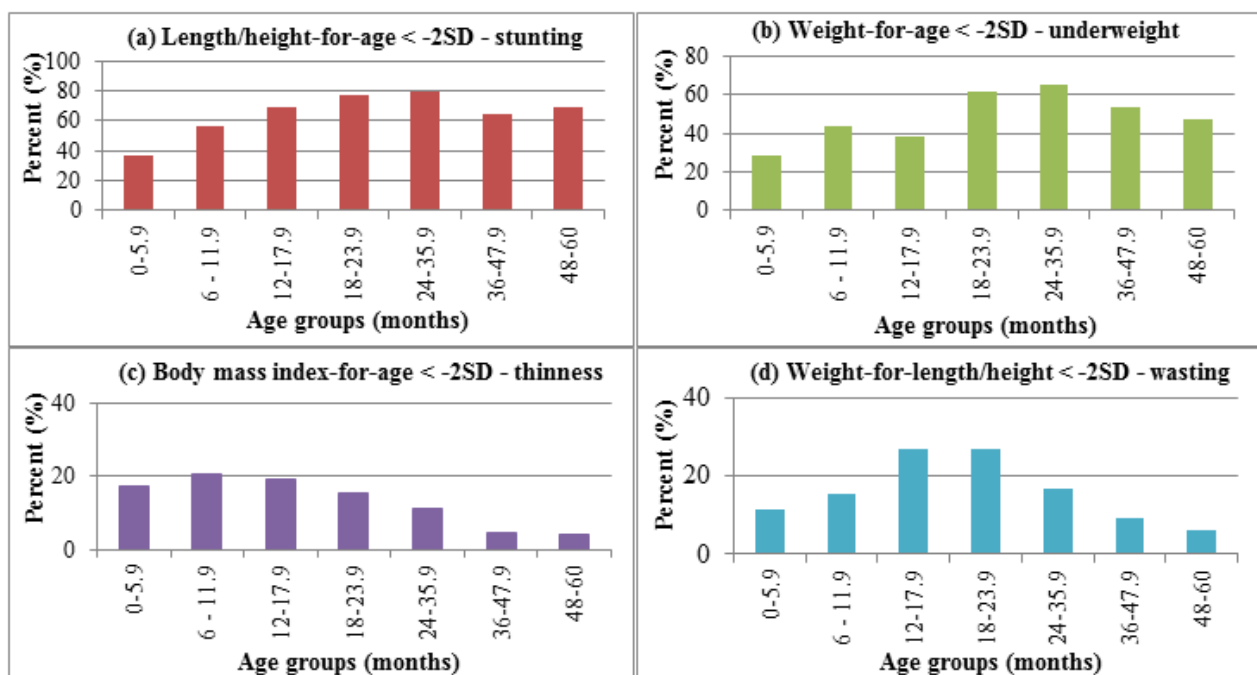 (a) Length/height-for-age < -2SD - stunting
Percent (%)
100
80
60
40
20
0
0-5.9
6 - 11.9
12-17.9
18-23.9
24-35.9
36-47.9
48-60
Age groups (months)
(b) Weight-for-age < -2SD - underweight
Percent (%)
80
60
40
20
0
0-5.9
6 - 11.9
12-17.9
18-23.9
24-35.9
36-47.9
48-60
Age groups (months)
(c) Body mass index-for-age < -2SD - thinness
Percent (%)
40
20
0
0-5.9
6 - 11.9
12-17.9
18-23.9
24-35.9
36-47.9
48-60
Age groups (months)
(d) Weight-for-length/height < -2SD - wasting
Percent (%)
40
20
0
0-5.9
6 - 11.9
12-17.9
18-23.9
24-35.9
36-47.9
48-60
Age groups (months)